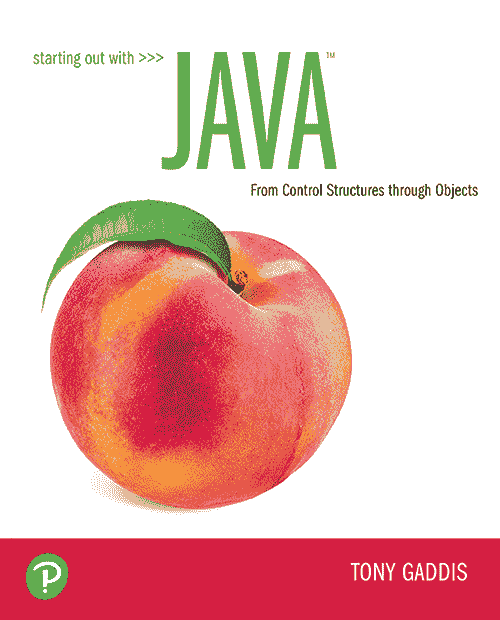 starting out with >>>
JAVA™
From Control Structures through Objects
P
TONY GADDIS